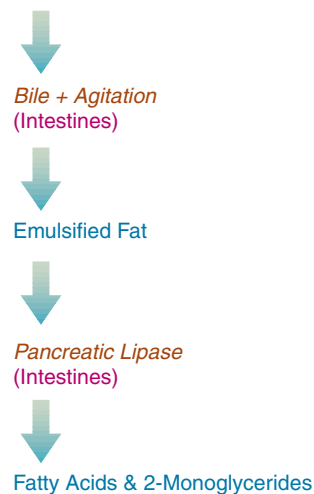 Bile + Agitation
(Intestines)
Emulsified Fat
Pancreatic Lipase
(Intestines)
Fatty Acids & 2-Monoglycerides